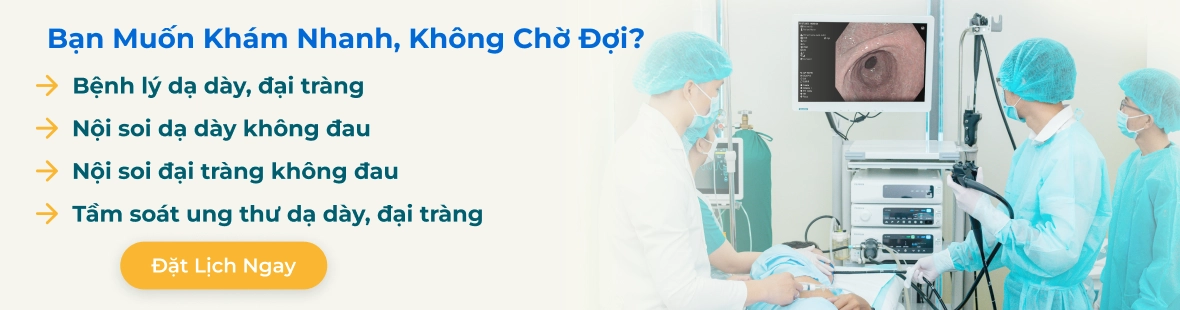 Bạn Muốn Khám Nhanh, Không Chờ Đợi?
Bệnh lý dạ dày, đại tràng
Nội soi dạ dày không đau
Nội soi đại tràng không đau
Tầm soát ung thư dạ dày, đại tràng
Đặt Lịch Ngay